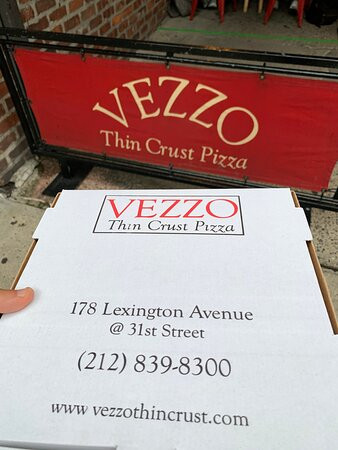 VEZZO
Thin Crust Pizza
VEZZO
Thin Crust Pizza
178 Lexington Avenue
@ 31st Street
(212) 839-8300
www.vezzothincrust.com